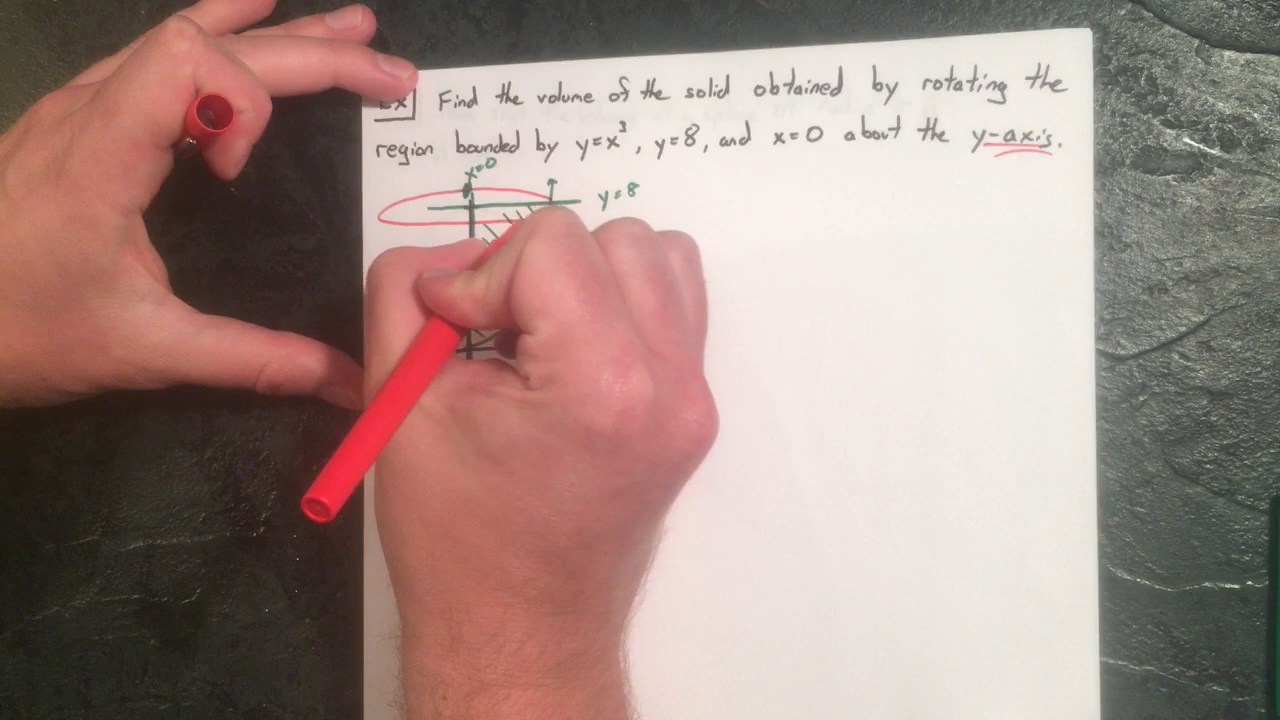 Ex Find the volume of the solid obtained by rotating the
region bounded by y=x³, y=8, and x=0 about the y-axis.
x=0
y=8